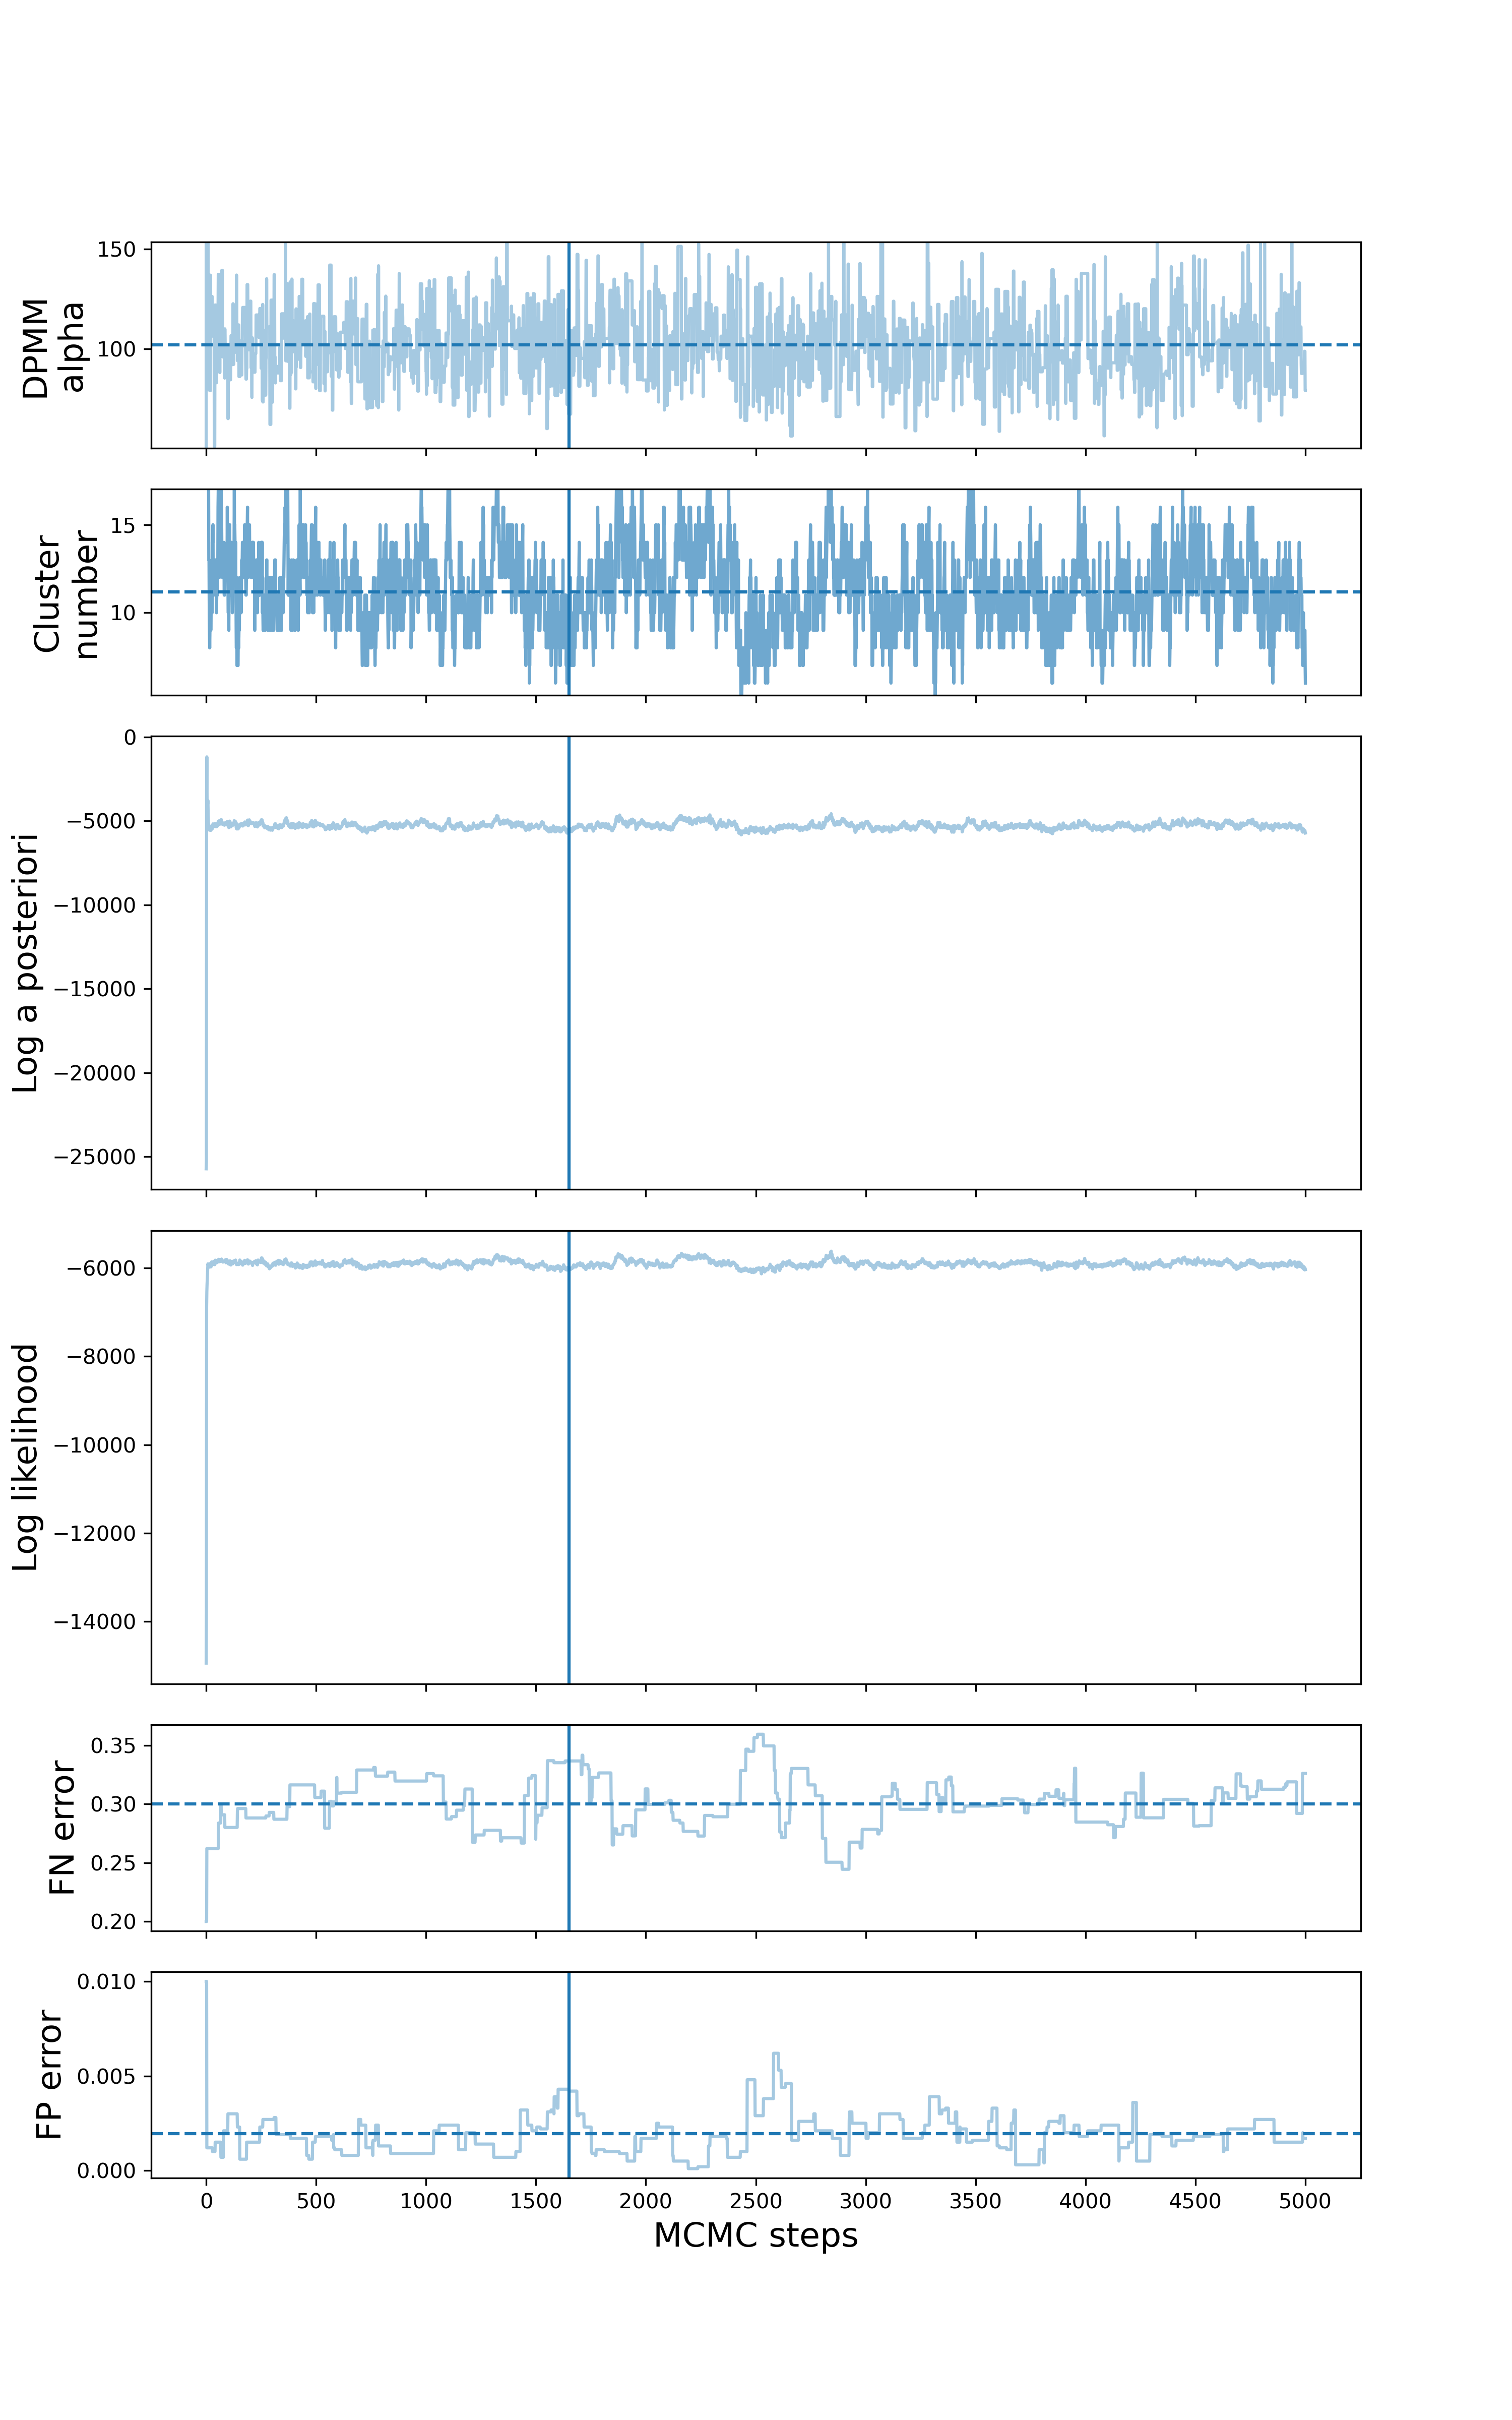 DPMM
alpha
150
100
Cluster
number
15
10
Log a posteriori
0
−5000
−10000
−15000
−20000
−25000
Log likelihood
−6000
−8000
−10000
−12000
−14000
FN error
0.35
0.30
0.25
0.20
FP error
0.010
0.005
0.000
0 500 1000 1500 2000 2500 3000 3500 4000 4500 5000
MCMC steps